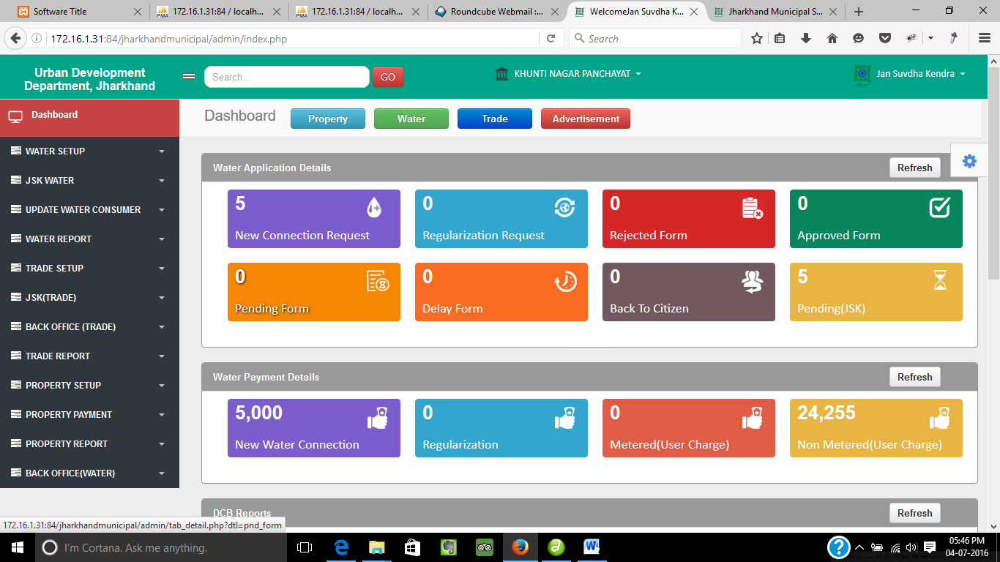 Software Title
172.16.1.31:84 / localh...
172.16.1.31:84 / localh...
Roundcube Webmail :...
WelcomeJan Suvdha K...
Jharkhand Municipal S...
172.16.1.31:84/jharkhandmunicipal/admin/index.php
Search
Urban Development
Department, Jharkhand
Search...
GO
KHUNTI NAGAR PANCHAYAT
Jan Suvdha Kendra
Dashboard
WATER SETUP
JSK WATER
UPDATE WATER CONSUMER
WATER REPORT
TRADE SETUP
JSK(TRADE)
BACK OFFICE (TRADE)
TRADE REPORT
PROPERTY SETUP
PROPERTY PAYMENT
PROPERTY REPORT
BACK OFFICE(WATER)
Dashboard
Property
Water
Trade
Advertisement
Water Application Details
Refresh
5
New Connection Request
0
Regularization Request
0
Rejected Form
0
Approved Form
0
Pending Form
0
Delay Form
0
Back To Citizen
5
Pending(JSK)
Water Payment Details
Refresh
5,000
New Water Connection
0
Regularization
0
Metered(User Charge)
24,255
Non Metered(User Charge)
DCB Reports
Refresh
172.16.1.31:84/jharkhandmunicipal/admin/tab_detail.php?dtl=pnd_form
I'm Cortana. Ask me anything.
05:46 PM
04-07-2016